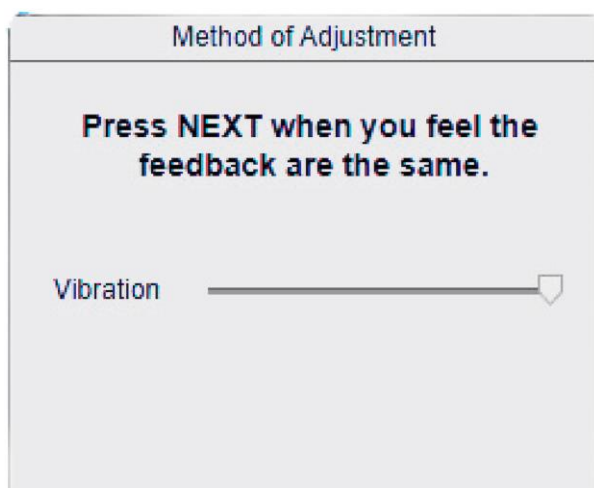 Method of Adjustment
Press NEXT when you feel the
feedback are the same.
Vibration